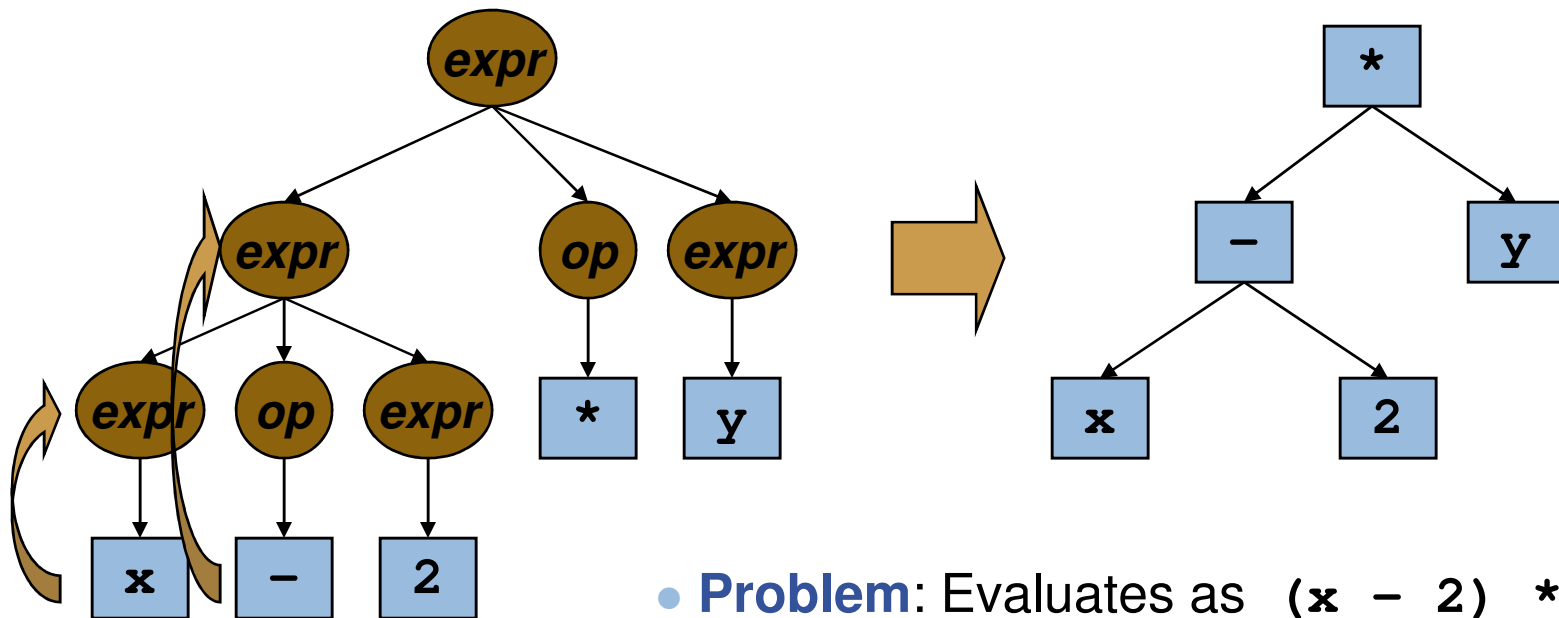 expr *
expr op expr - y
expr op expr * y x 2
x - 2
• Problem: Evaluates as (x - 2) *